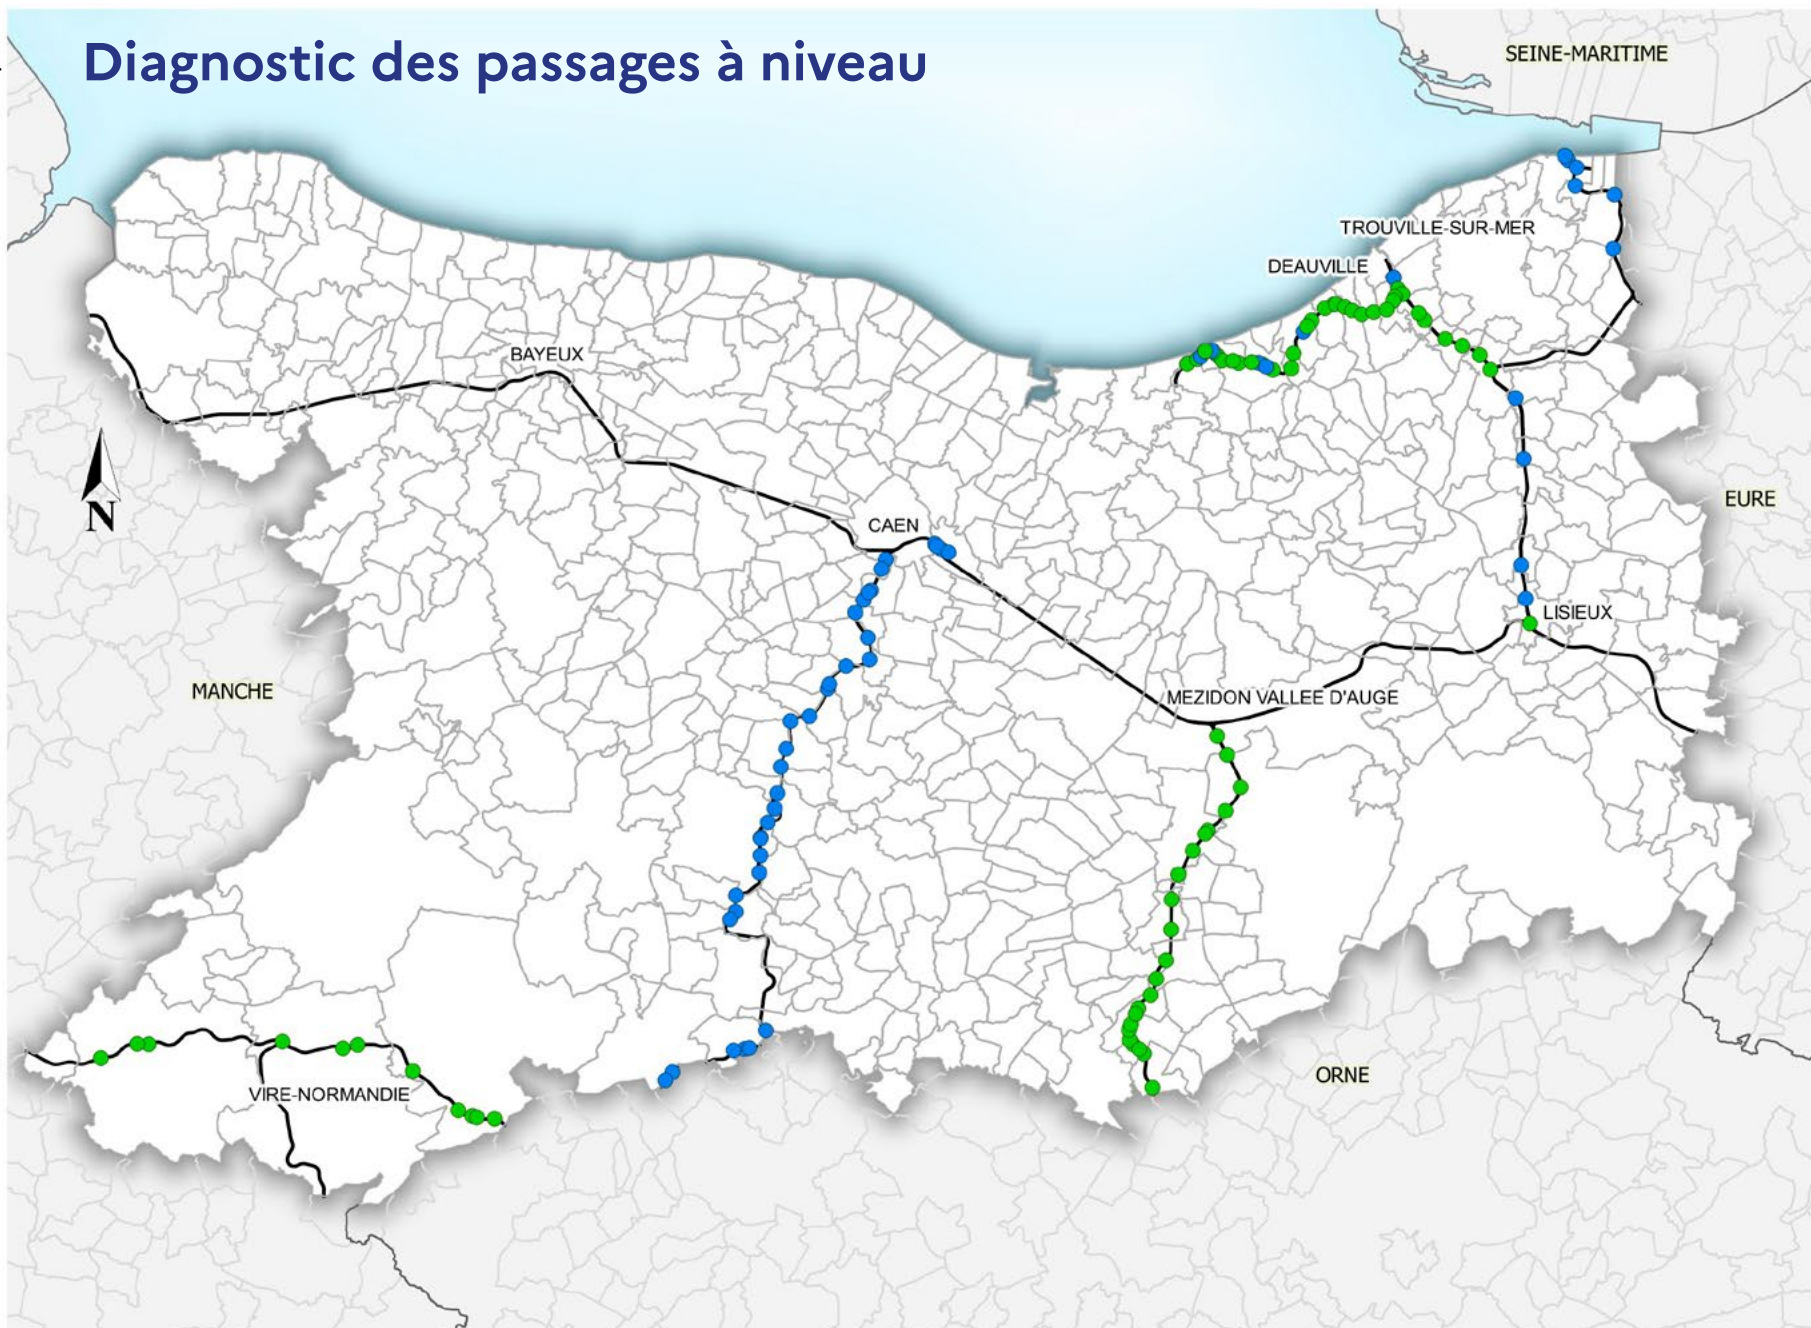 Diagnostic des passages à niveau
SEINE-MARITIME
TROUVILLE-SUR-MER
DEAUVILLE
BAYEUX
N
CAEN
EURE
LISIEUX
MANCHE
MEZIDON VALLEE D'AUGE
ORNE
VIRE-NORMANDIE